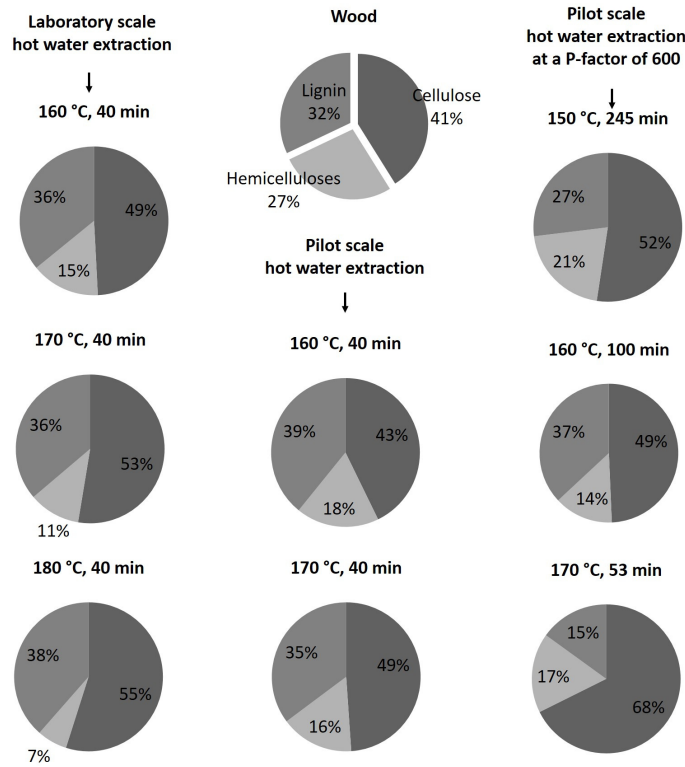 Laboratory scale
hot water extraction
160 °C, 40 min
36%
49%
15%
170 °C, 40 min
36%
53%
11%
180 °C, 40 min
38%
55%
7%
Wood
Lignin
32%
Cellulose
41%
Hemicelluloses
27%
Pilot scale
hot water extraction
160 °C, 40 min
39%
43%
18%
170 °C, 40 min
35%
49%
16%
Pilot scale
hot water extraction
at a P-factor of 600
150 °C, 245 min
27%
52%
21%
160 °C, 100 min
37%
49%
14%
170 °C, 53 min
15%
17%
68%